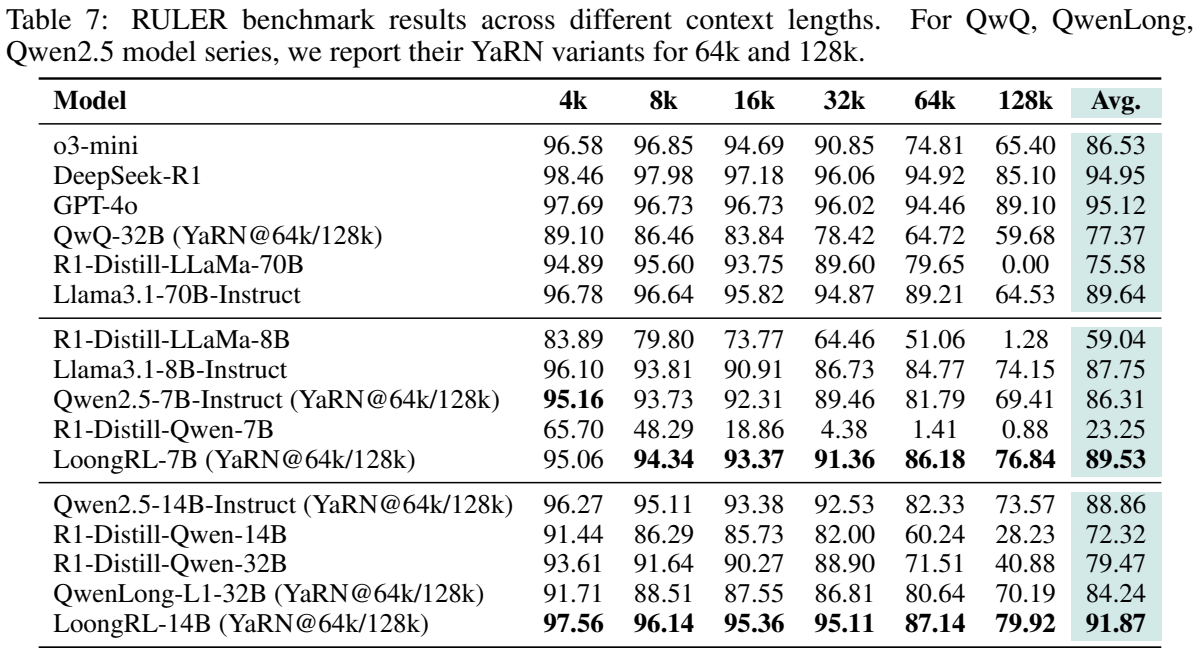 Table 7: RULER benchmark results across different context lengths. For QwQ, QwenLong,
Qwen2.5 model series, we report their YaRN variants for 64k and 128k.
Model 4k 8k 16k 32k 64k 128k Avg.
o3-mini 96.58 96.85 94.69 90.85 74.81 65.40 86.53
DeepSeek-R1 98.46 97.98 97.18 96.06 94.92 85.10 94.95
GPT-4o 97.69 96.73 96.73 96.02 94.46 89.10 95.12
QwQ-32B (YaRN@64k/128k) 89.10 86.46 83.84 78.42 64.72 59.68 77.37
R1-Distill-LLaMa-70B 94.89 95.60 93.75 89.60 79.65 0.00 75.58
Llama3.1-70B-Instruct 96.78 96.64 95.82 94.87 89.21 64.53 89.64
R1-Distill-LLaMa-8B 83.89 79.80 73.77 64.46 51.06 1.28 59.04
Llama3.1-8B-Instruct 96.10 93.81 90.91 86.73 84.77 74.15 87.75
Qwen2.5-7B-Instruct (YaRN@64k/128k) 95.16 93.73 92.31 89.46 81.79 69.41 86.31
R1-Distill-Qwen-7B 65.70 48.29 18.86 4.38 1.41 0.88 23.25
LoongRL-7B (YaRN@64k/128k) 95.06 94.34 93.37 91.36 86.18 76.84 89.53
Qwen2.5-14B-Instruct (YaRN@64k/128k) 96.27 95.11 93.38 92.53 82.33 73.57 88.86
R1-Distill-Qwen-14B 91.44 86.29 85.73 82.00 60.24 28.23 72.32
R1-Distill-Qwen-32B 93.61 91.64 90.27 88.90 71.51 40.88 79.47
QwenLong-L1-32B (YaRN@64k/128k) 91.71 88.51 87.55 86.81 80.64 70.19 84.24
LoongRL-14B (YaRN@64k/128k) 97.56 96.14 95.36 95.11 87.14 79.92 91.87